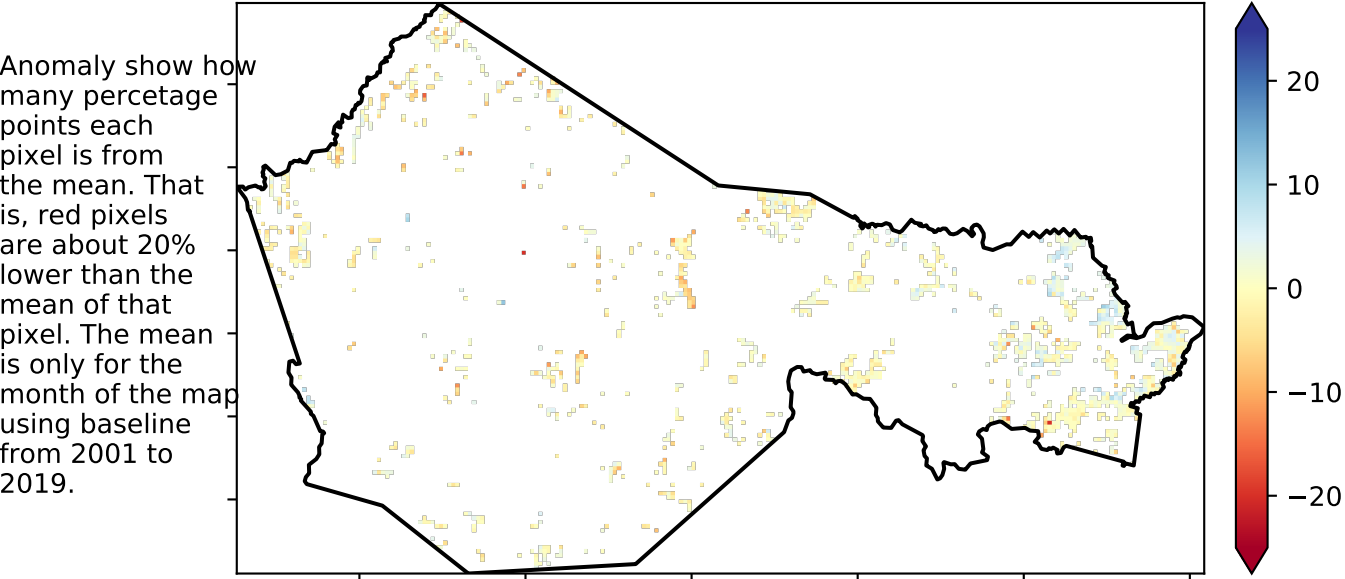 Anomaly show how
many percetage
points each
pixel is from
the mean. That
is, red pixels
are about 20%
lower than the
mean of that
pixel. The mean
is only for the
month of the map
using baseline
from 2001 to
2019.
20
10
0
−10
−20